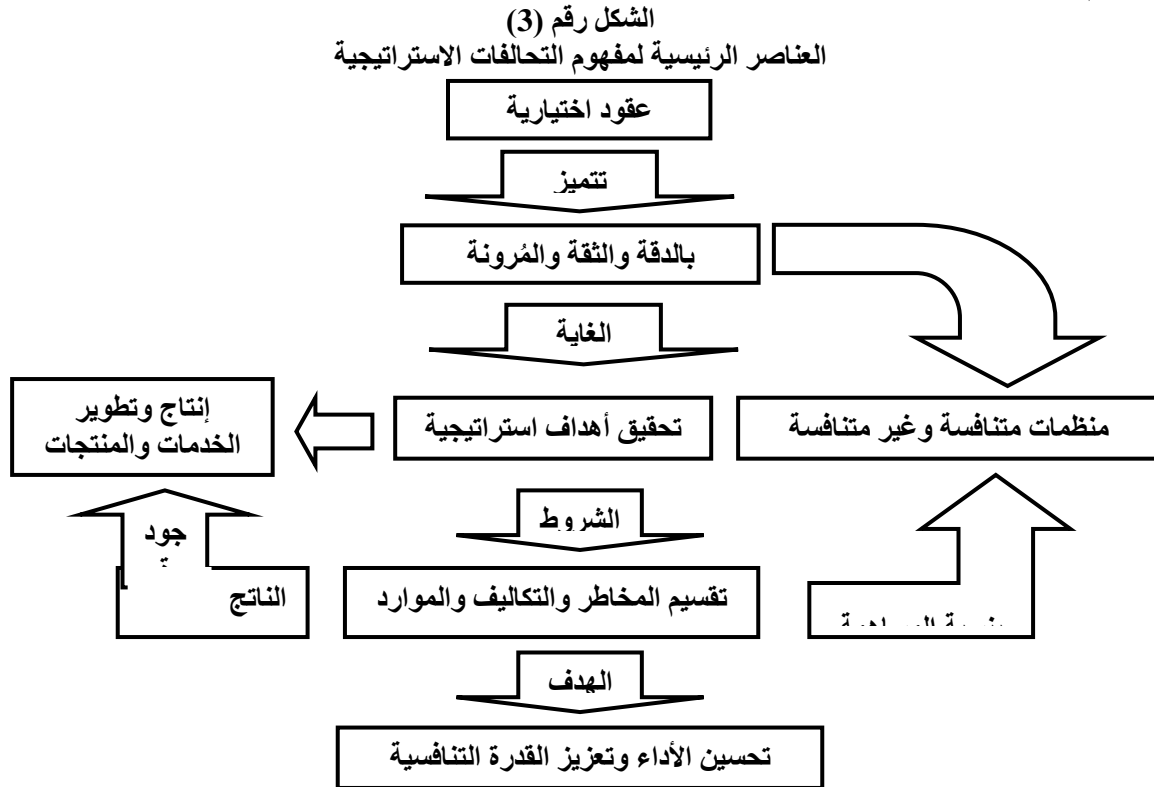 الشكل رقم (3)
العناصر الرئيسية لمفهوم التحالفات الاستراتيجية
عقود اختيارية
تتميز
بالدقة والثقة والمُرونة
الغاية
منظمات متنافسة وغير متنافسة
تحقيق أهداف استراتيجية
إنتاج وتطوير
الخدمات والمنتجات
الشروط
جود
ة
تقسيم المخاطر والتكاليف والموارد
الناتج
الهدف
تحسين الأداء وتعزيز القدرة التنافسية